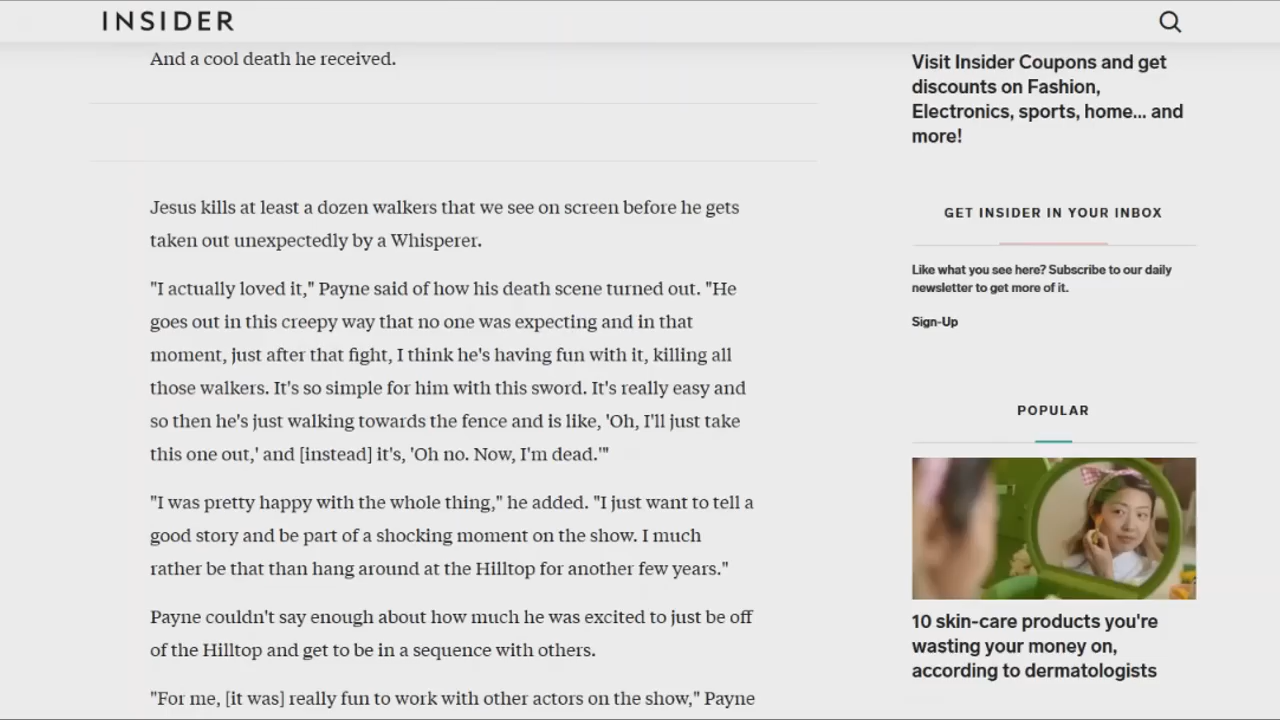 INSIDER
And a cool death he received.
Jesus kills at least a dozen walkers that we see on screen before he gets
taken out unexpectedly by a Whisperer.
"I actually loved it," Payne said of how his death scene turned out. "He
goes out in this creepy way that no one was expecting and in that
moment, just after that fight, I think he's having fun with it, killing all
those walkers. It's so simple for him with this sword. It's really easy and
so then he's just walking towards the fence and is like, 'Oh, I'll just take
this one out,' and [instead] it's, 'Oh no. Now, I'm dead.'"
"I was pretty happy with the whole thing," he added. "I just want to tell a
good story and be part of a shocking moment on the show. I much
rather be that than hang around at the Hilltop for another few years."
Payne couldn't say enough about how much he was excited to just be off
of the Hilltop and get to be in a sequence with others.
"For me, [it was] really fun to work with other actors on the show," Payne
Visit Insider Coupons and get
discounts on Fashion,
Electronics, sports, home... and
more!
GET INSIDER IN YOUR INBOX
Like what you see here? Subscribe to our daily
newsletter to get more of it.
Sign-Up
POPULAR
10 skin-care products you're
wasting your money on,
according to dermatologists